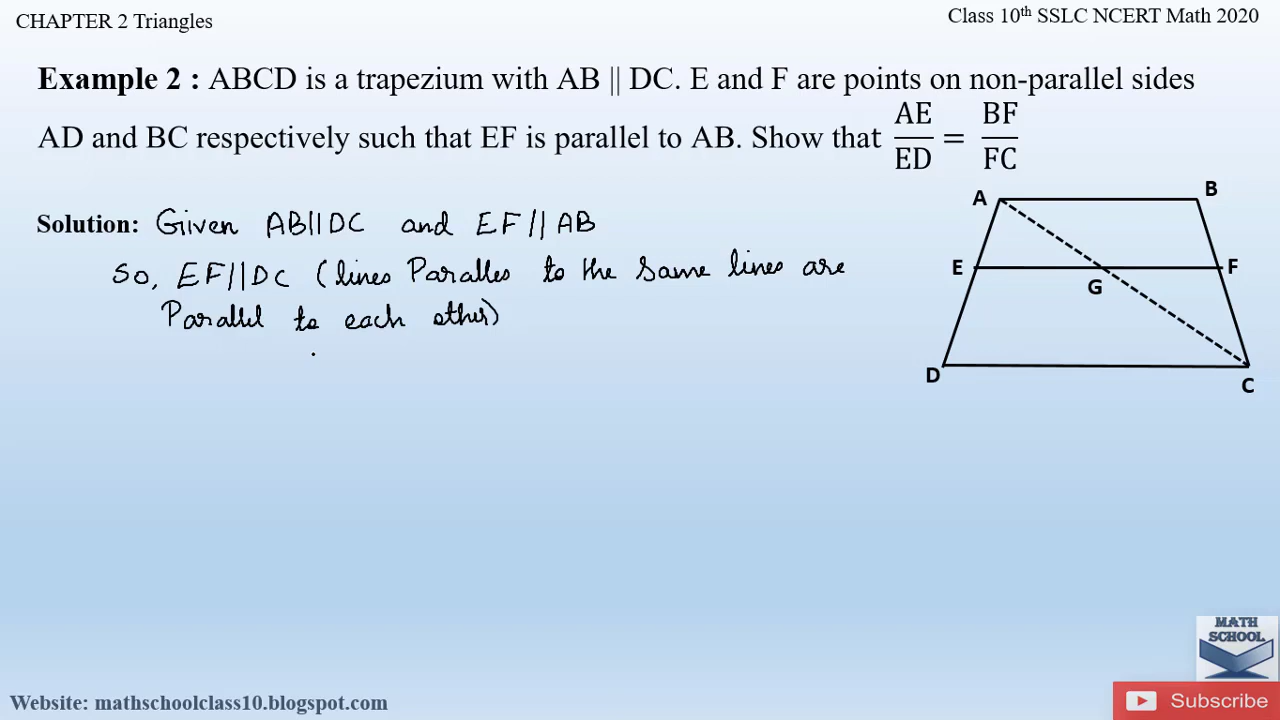 CHAPTER 2 Triangles
Class 10th SSLC NCERT Math 2020
Example 2 : ABCD is a trapezium with AB || DC. E and F are points on non-parallel sides
AD and BC respectively such that EF is parallel to AB. Show that AE/ED = BF/FC
Solution: Given AB||DC and EF//AB
So, EF||DC (lines Paralles to the same lines are
Parallel to each other)
A
B
E
F
G
D
C
MATH
SCHOOL
Website: mathschoolclass10.blogspot.com
Subscribe